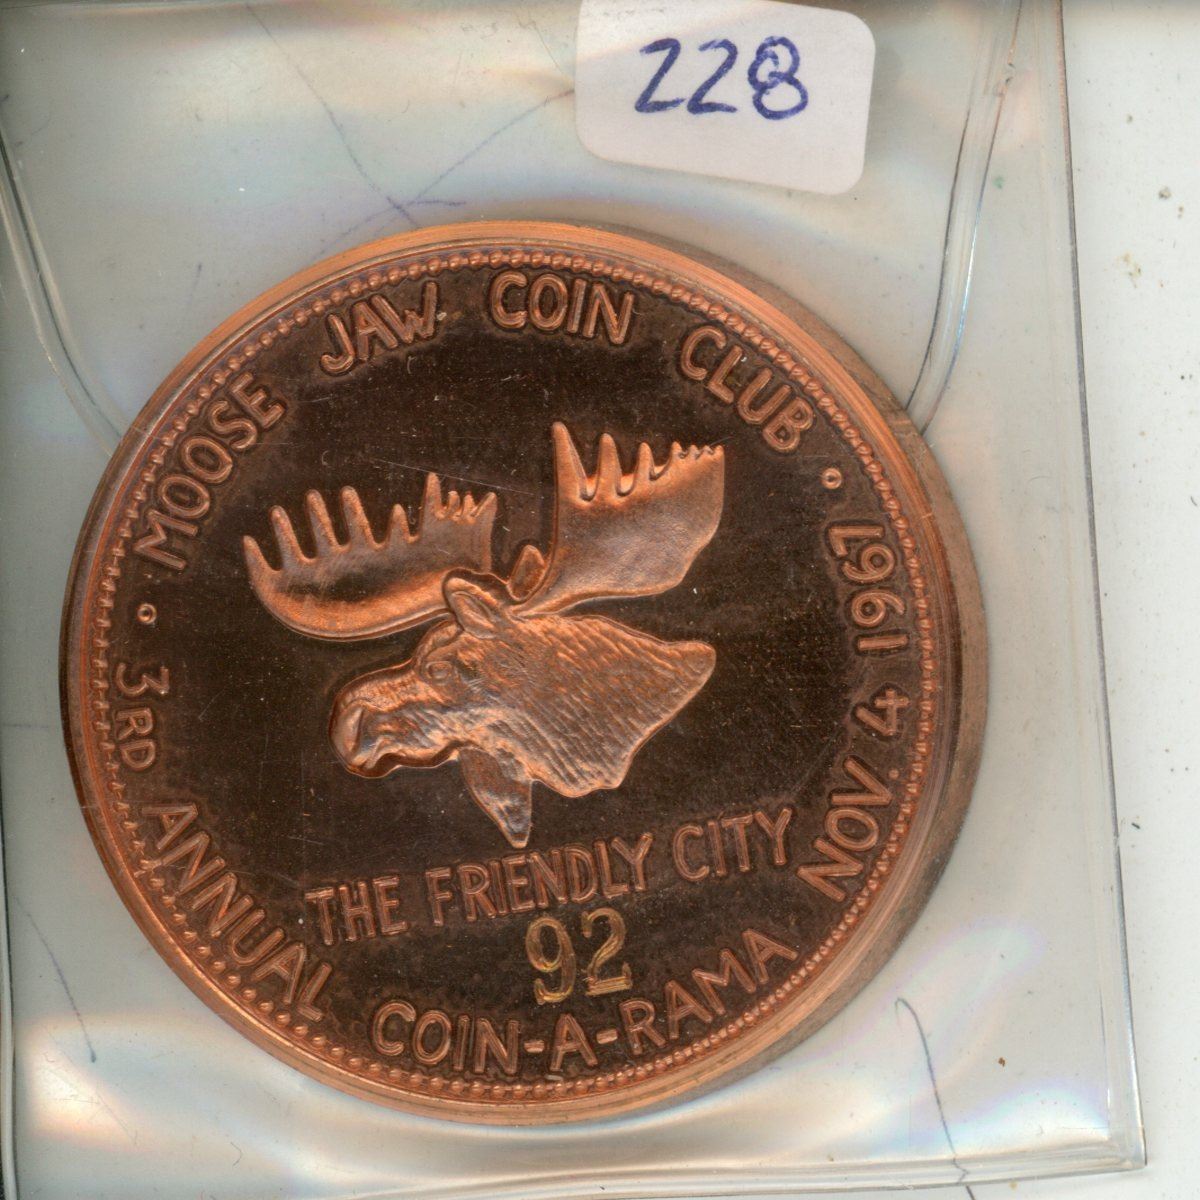 228
MOOSE JAW COIN CLUB
THE FRIENDLY CITY
92
3RD ANNUAL COIN-A-RAMA NOV. 4 1967